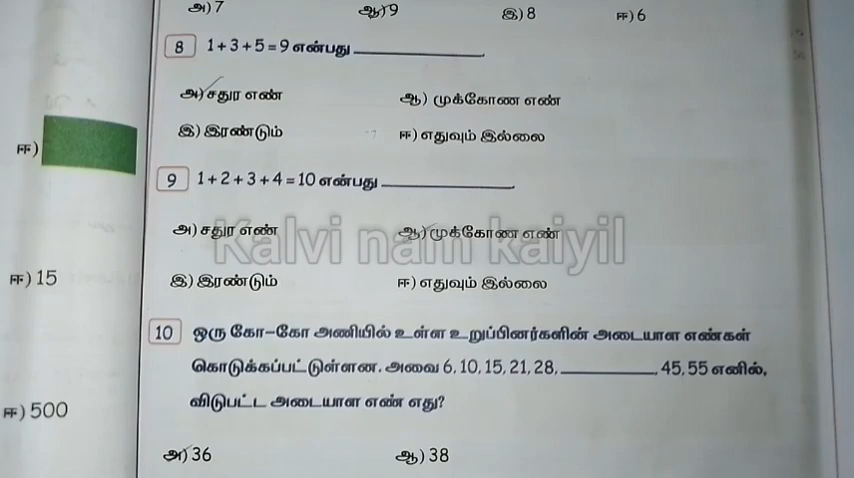 அ) 7 ஆ) 9 இ) 8 ஈ) 6
8 1 + 3 + 5 = 9 என்பது ____________.
அ) சதுர எண் ஆ) முக்கோண எண்
இ) இரண்டும் ஈ) எதுவும் இல்லை
ஈ)
9 1 + 2 + 3 + 4 = 10 என்பது ____________.
அ) சதுர எண் ஆ) முக்கோண எண்
Kalvi nam kaiyil
ஈ) 15 இ) இரண்டும் ஈ) எதுவும் இல்லை
10 ஒரு கோ-கோ அணியில் உள்ள உறுப்பினர்களின் அடையாள எண்கள்
கொடுக்கப்பட்டுள்ளன. அவை 6, 10, 15, 21, 28, ____________, 45, 55 எனில்,
ஈ) 500 விடுபட்ட அடையாள எண் எது?
அ) 36 ஆ) 38